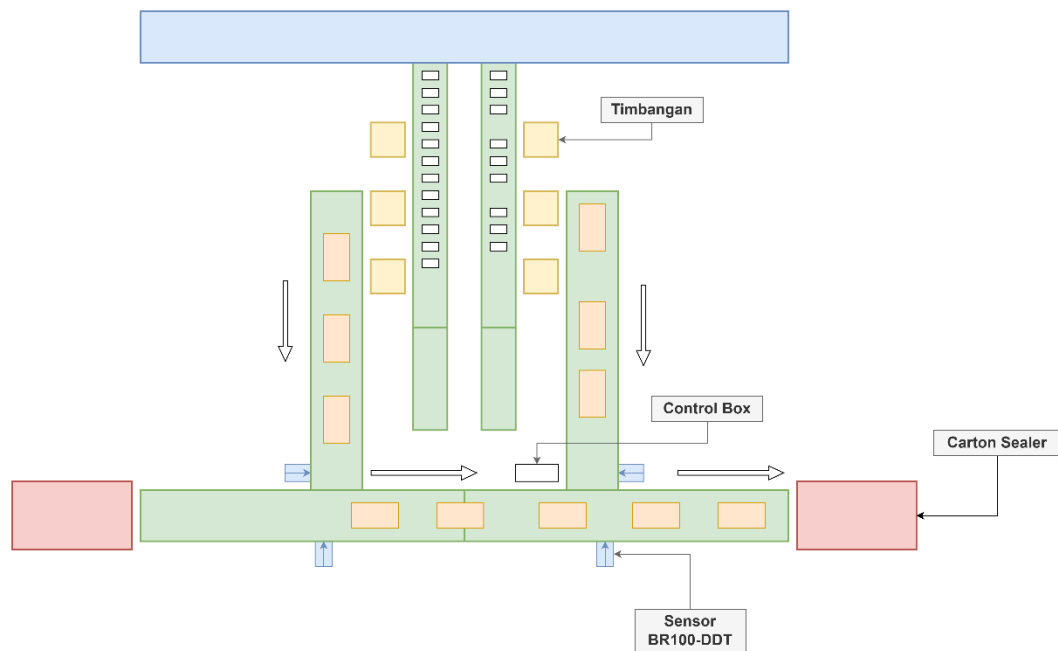 Timbangan
Control Box
Carton Sealer
Sensor
BR100-DDT